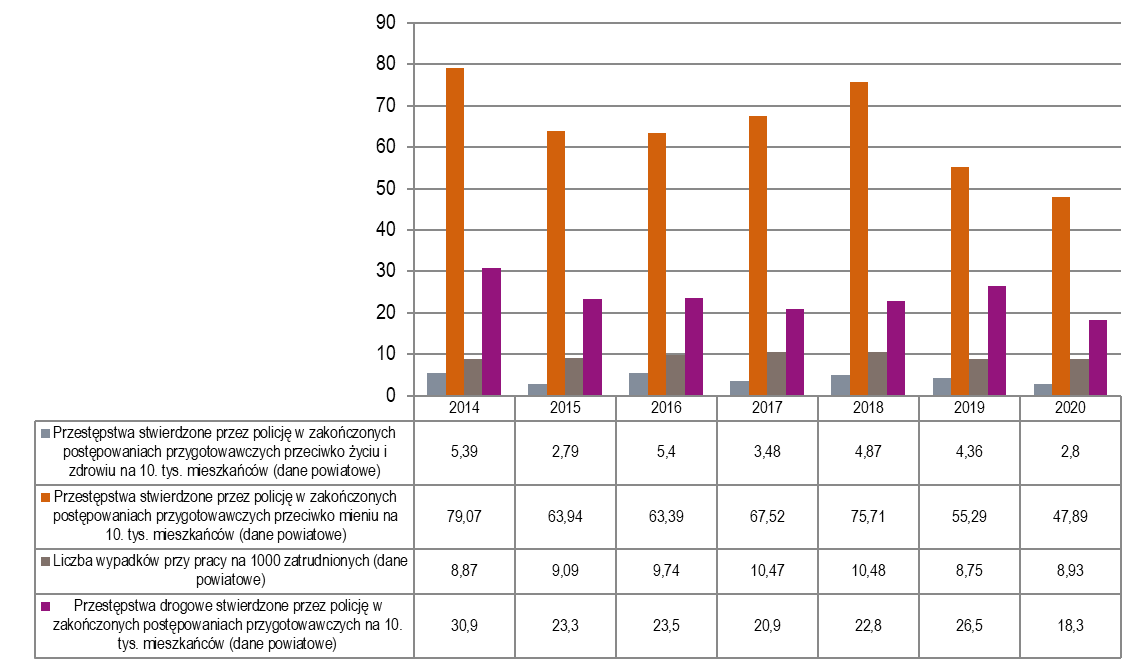 90
80
70
60
50
40
30
20
10
0
2014 2015 2016 2017 2018 2019 2020
Przestępstwa stwierdzone przez policję w zakończonych
postępowaniach przygotowawczych przeciwko życiu i
zdrowiu na 10. tys. mieszkańców (dane powiatowe)
5,39 2,79 5,4 3,48 4,87 4,36 2,8
Przestępstwa stwierdzone przez policję w zakończonych
postępowaniach przygotowawczych przeciwko mieniu na
10. tys. mieszkańców (dane powiatowe)
79,07 63,94 63,39 67,52 75,71 55,29 47,89
Liczba wypadków przy pracy na 1000 zatrudnionych (dane
powiatowe)
8,87 9,09 9,74 10,47 10,48 8,75 8,93
Przestępstwa drogowe stwierdzone przez policję w
zakończonych postępowaniach przygotowawczych na 10.
tys. mieszkańców (dane powiatowe)
30,9 23,3 23,5 20,9 22,8 26,5 18,3